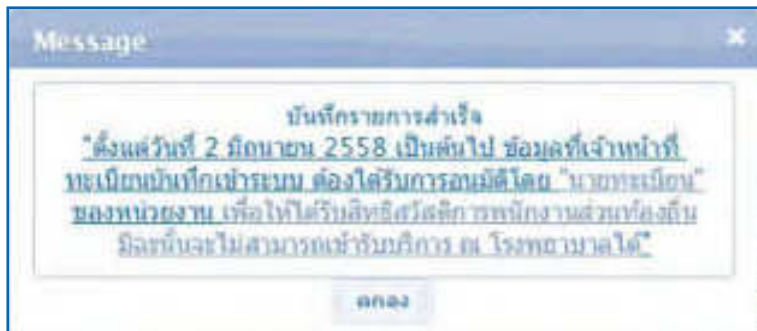 Message
บันทึกรายการสำเร็จ
"ตั้งแต่วันที่ 2 มิถุนายน 2558 เป็นต้นไป ข้อมูลที่เจ้าหน้าที่
ทะเบียนบันทึกเข้าระบบ ต้องได้รับการอนุมัติโดย "นายทะเบียน"
ของหน่วยงาน เพื่อให้ได้รับสิทธิสวัสดิการพนักงานส่วนท้องถิ่น
มิฉะนั้นจะไม่สามารถเข้ารับบริการ ณ โรงพยาบาลได้"
ตกลง